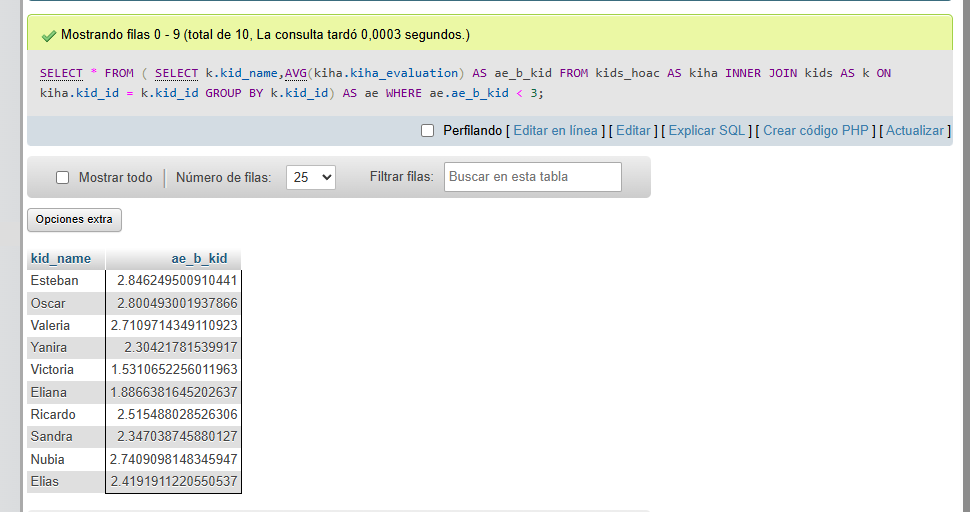 Mostrando filas 0 - 9 (total de 10, La consulta tardó 0,0003 segundos.)
SELECT * FROM ( SELECT k.kid_name,AVG(kiha.kiha_evaluation) AS ae_b_kid FROM kids_hoac AS kiha INNER JOIN kids AS k ON
kiha.kid_id = k.kid_id GROUP BY k.kid_id) AS ae WHERE ae.ae_b_kid < 3;
Perfilando [ Editar en línea ] [ Editar ] [ Explicar SQL ] [ Crear código PHP ] [ Actualizar ]
Mostrar todo Número de filas: 25 Filtrar filas: Buscar en esta tabla
Opciones extra
kid_name ae_b_kid
Esteban 2.846249500910441
Oscar 2.800493001937866
Valeria 2.7109714349110923
Yanira 2.30421781539917
Victoria 1.5310652256011963
Eliana 1.8866381645202637
Ricardo 2.515488028526306
Sandra 2.347038745880127
Nubia 2.7409098148345947
Elias 2.4191911220550537